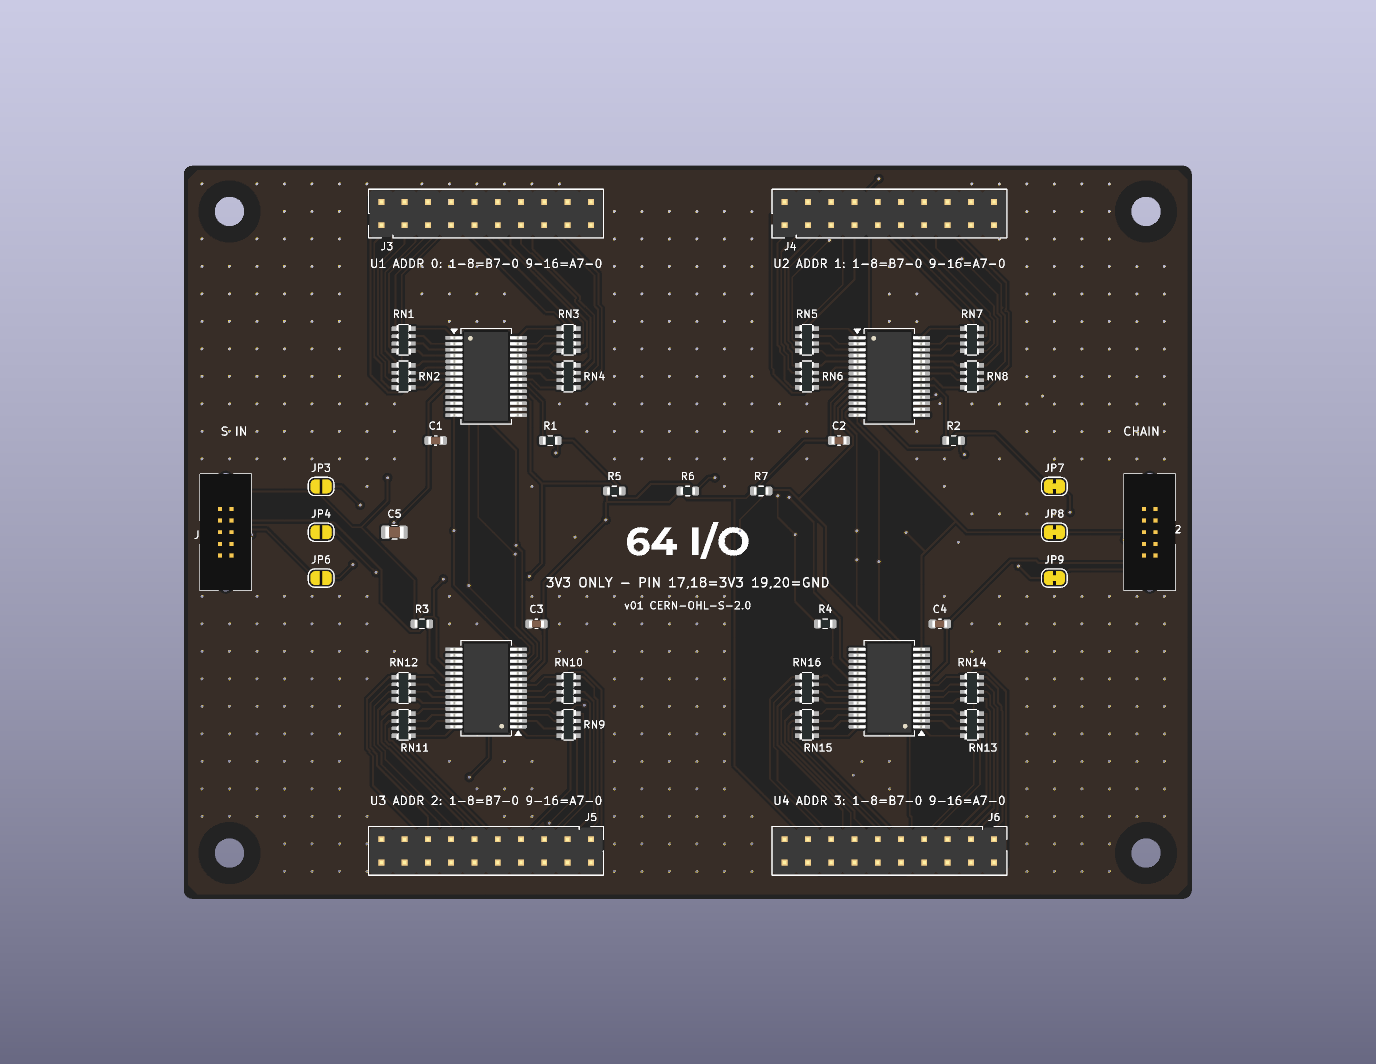 J3
J4
U1 ADDR 0: 1-8=B7-0 9-16=A7-0
U2 ADDR 1: 1-8=B7-0 9-16=A7-0
RN1
RN3
RN5
RN7
RN2
RN4
RN6
RN8
S IN
C1
R1
C2
R2
CHAIN
JP3
R5
R6
R7
JP7
JP4
C5
JP8
J
2
64 I/O
JP6
JP9
3V3 ONLY - PIN 17,18=3V3 19,20=GND
v01 CERN-OHL-S-2.0
R3
C3
R4
C4
RN12
RN10
RN16
RN14
RN9
RN11
RN15
RN13
U3 ADDR 2: 1-8=B7-0 9-16=A7-0
U4 ADDR 3: 1-8=B7-0 9-16=A7-0
J5
J6